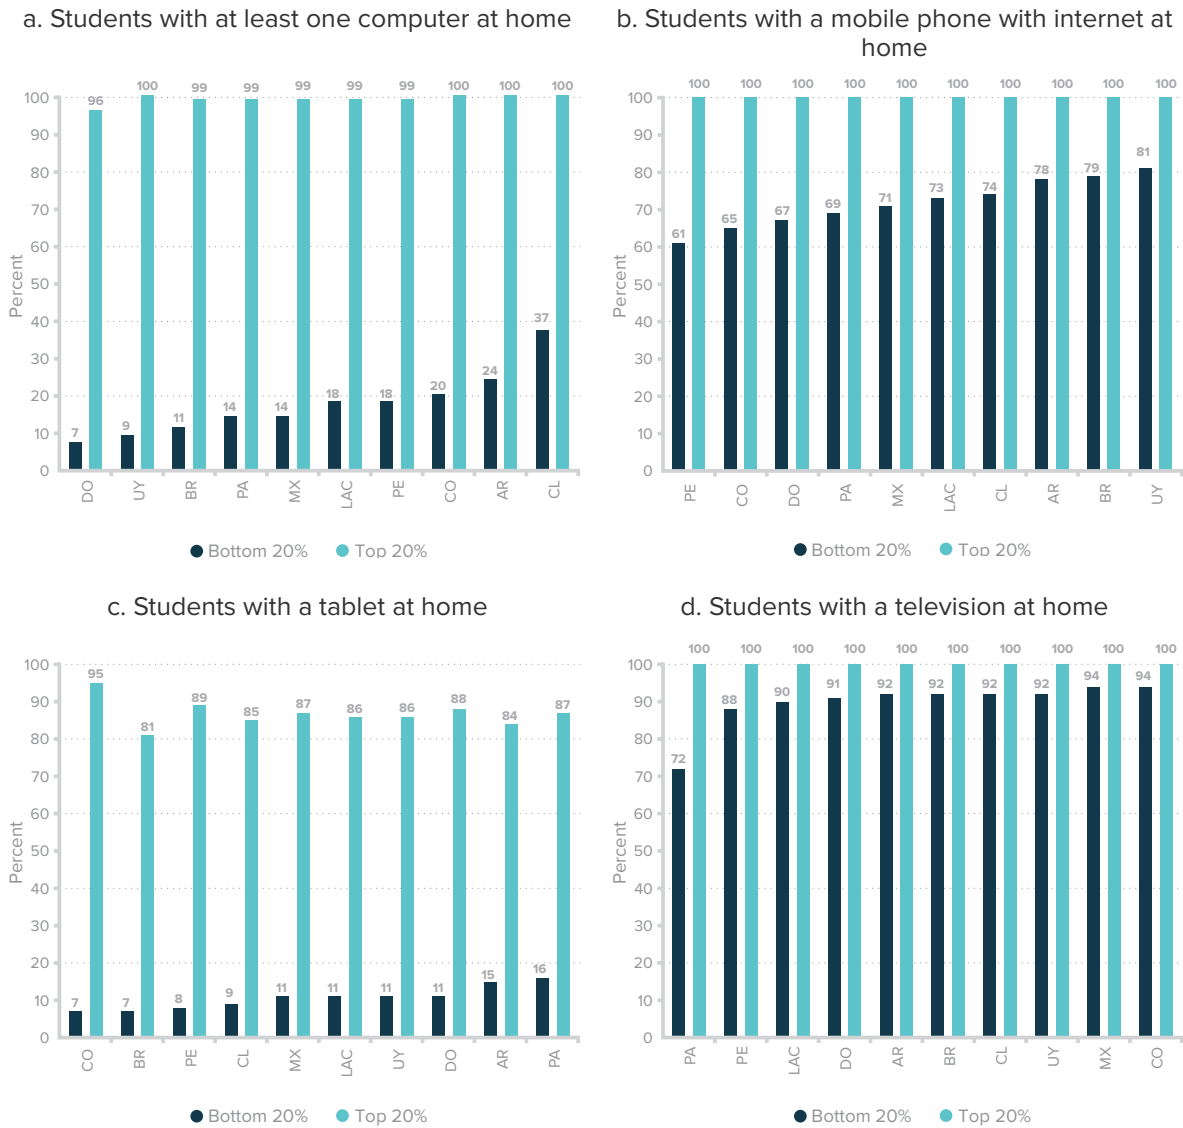 a. Students with at least one computer at home
100 99 99 99 99 99 100 100 100
96
100
90
80
70
60
50
40
30
20
10
0
Percent
7 9 11 14 14 18 18 20 24 37
DO UY BR PA MX LAC PE CO AR CL
Bottom 20% Top 20%
b. Students with a mobile phone with internet at
home
100 100 100 100 100 100 100 100 100 100
100
90
80
70
60
50
40
30
20
10
0
Percent
61 65 67 69 71 73 74 78 79 81
PE CO DO PA MX LAC CL AR BR UY
Bottom 20% Top 20%
c. Students with a tablet at home
100
90
80
70
60
50
40
30
20
10
0
Percent
95 81 89 85 87 86 86 88 84 87
7 7 8 9 11 11 11 11 15 16
CO BR PE CL MX LAC UY DO AR PA
Bottom 20% Top 20%
d. Students with a television at home
100 100 100 100 100 100 100 100 100 100
100
90
80
70
60
50
40
30
20
10
0
Percent
72 88 90 91 92 92 92 92 94 94
PA PE LAC DO AR BR CL UY MX CO
Bottom 20% Top 20%